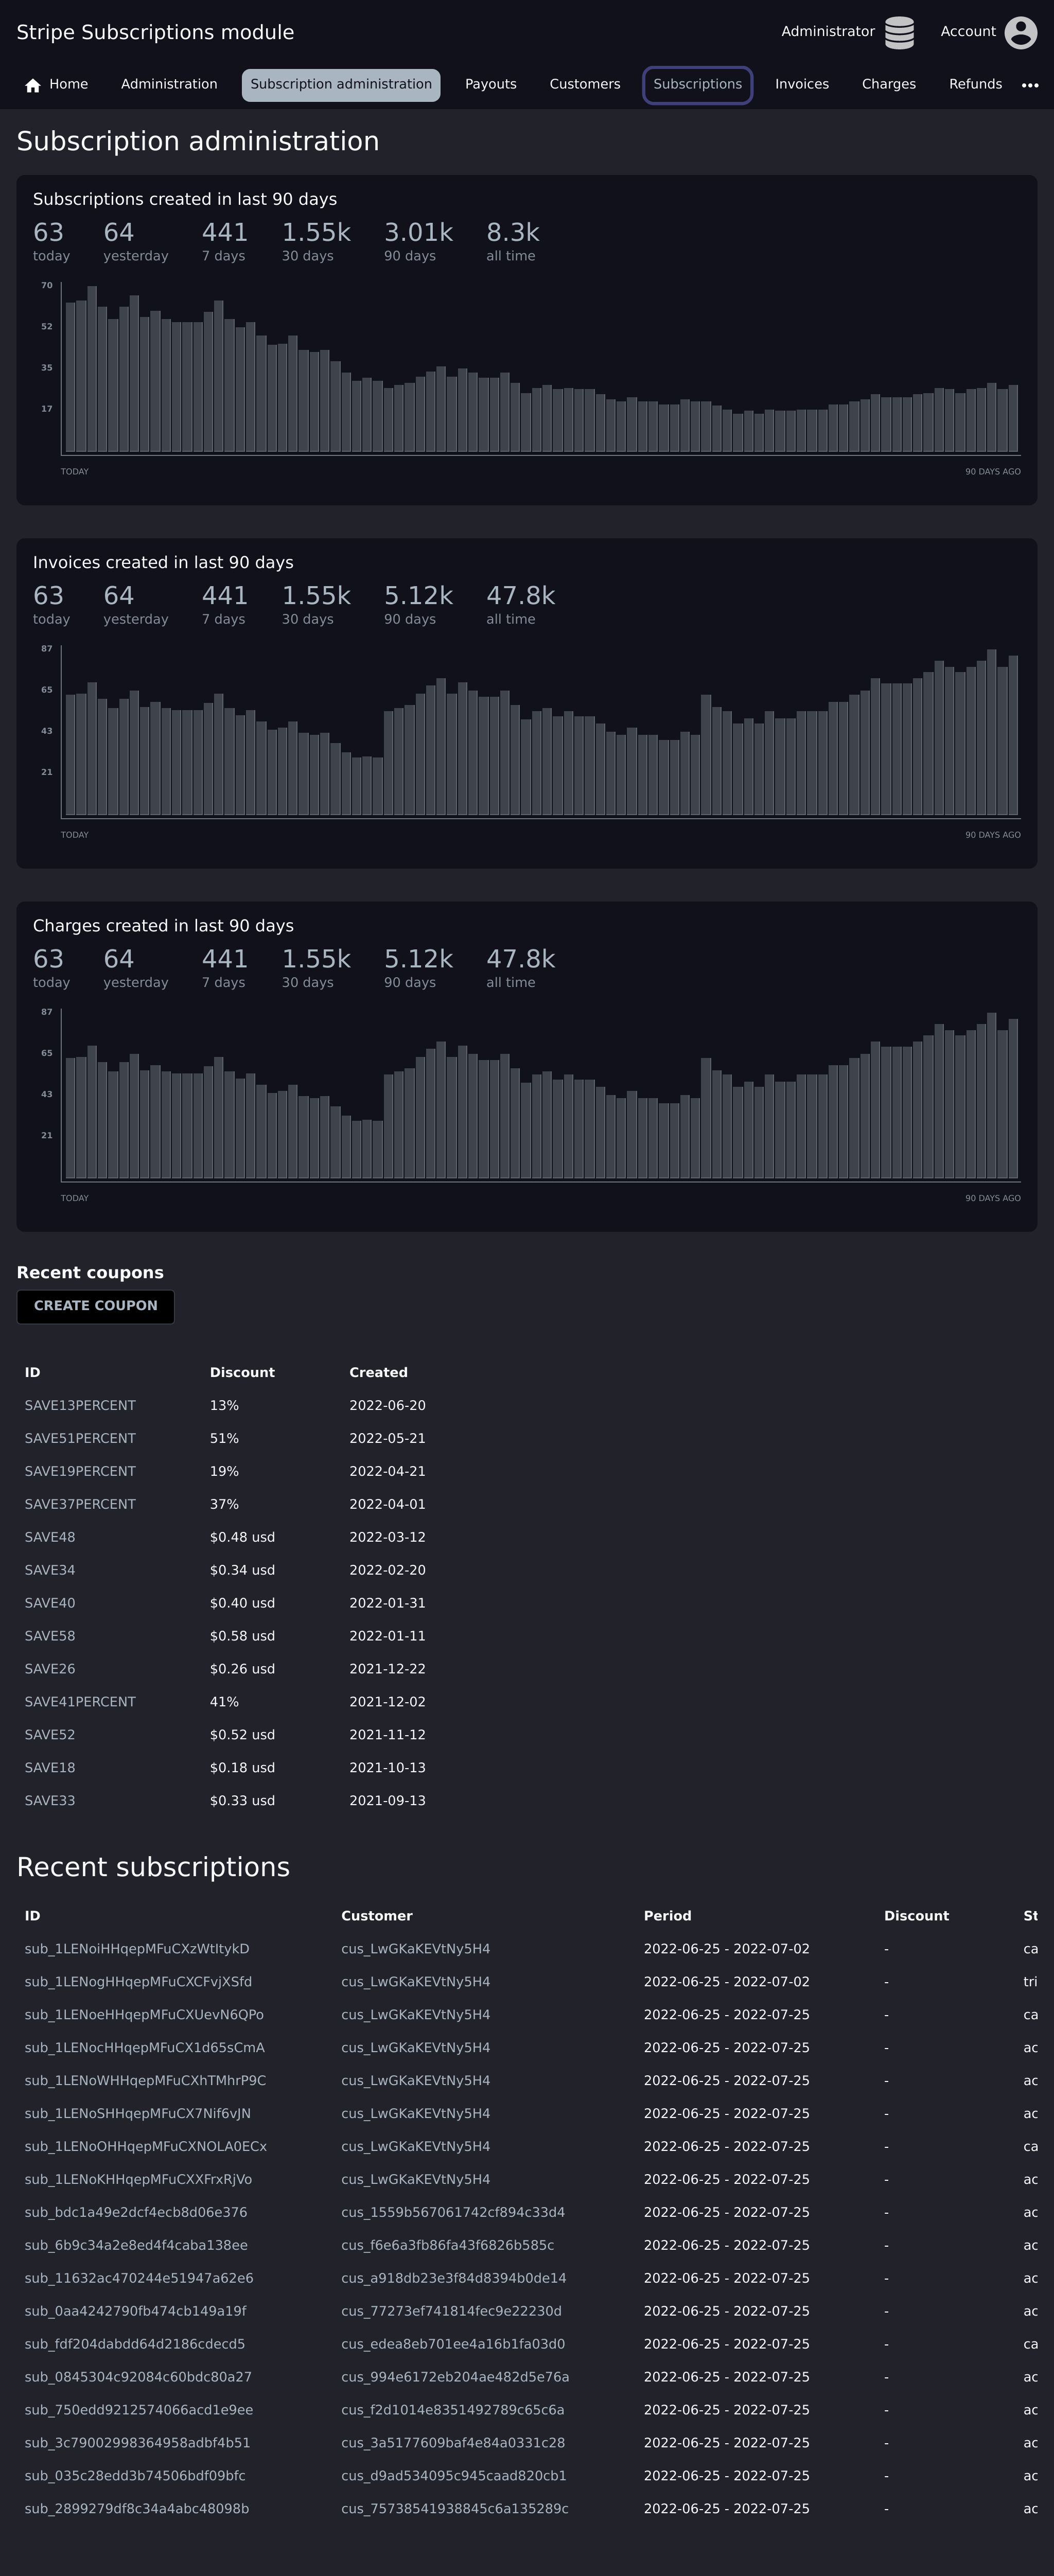 Stripe Subscriptions module
Administrator Account
Home Administration Subscription administration Payouts Customers Subscriptions Invoices Charges Refunds •••
Subscription administration
Subscriptions created in last 90 days
63 64 441 1.55k 3.01k 8.3k
today yesterday 7 days 30 days 90 days all time
70
52
35
17
TODAY 90 DAYS AGO
Invoices created in last 90 days
63 64 441 1.55k 5.12k 47.8k
today yesterday 7 days 30 days 90 days all time
87
65
43
21
TODAY 90 DAYS AGO
Charges created in last 90 days
63 64 441 1.55k 5.12k 47.8k
today yesterday 7 days 30 days 90 days all time
87
65
43
21
TODAY 90 DAYS AGO
Recent coupons
CREATE COUPON
ID Discount Created
SAVE13PERCENT 13% 2022-06-20
SAVE51PERCENT 51% 2022-05-21
SAVE19PERCENT 19% 2022-04-21
SAVE37PERCENT 37% 2022-04-01
SAVE48 $0.48 usd 2022-03-12
SAVE34 $0.34 usd 2022-02-20
SAVE40 $0.40 usd 2022-01-31
SAVE58 $0.58 usd 2022-01-11
SAVE26 $0.26 usd 2021-12-22
SAVE41PERCENT 41% 2021-12-02
SAVE52 $0.52 usd 2021-11-12
SAVE18 $0.18 usd 2021-10-13
SAVE33 $0.33 usd 2021-09-13
Recent subscriptions
ID Customer Period Discount St
sub_1LENoiHHqepMFuCXzWtItykD cus_LwGKaKEVtNy5H4 2022-06-25 - 2022-07-02 - ca
sub_1LENogHHqepMFuCXCFvjXSfd cus_LwGKaKEVtNy5H4 2022-06-25 - 2022-07-02 - tri
sub_1LENoeHHqepMFuCXUevN6QPo cus_LwGKaKEVtNy5H4 2022-06-25 - 2022-07-25 - ca
sub_1LENocHHqepMFuCX1d65sCmA cus_LwGKaKEVtNy5H4 2022-06-25 - 2022-07-25 - ac
sub_1LENoWHHqepMFuCXhTMhrP9C cus_LwGKaKEVtNy5H4 2022-06-25 - 2022-07-25 - ac
sub_1LENoSHHqepMFuCX7Nif6vJN cus_LwGKaKEVtNy5H4 2022-06-25 - 2022-07-25 - ac
sub_1LENoOHHqepMFuCXNOLA0ECx cus_LwGKaKEVtNy5H4 2022-06-25 - 2022-07-25 - ca
sub_1LENoKHHqepMFuCXXFrxRjVo cus_LwGKaKEVtNy5H4 2022-06-25 - 2022-07-25 - ac
sub_bdc1a49e2dcf4ecb8d06e376 cus_1559b567061742cf894c33d4 2022-06-25 - 2022-07-25 - ac
sub_6b9c34a2e8ed4f4caba138ee cus_f6e6a3fb86fa43f6826b585c 2022-06-25 - 2022-07-25 - ac
sub_11632ac470244e51947a62e6 cus_a918db23e3f84d8394b0de14 2022-06-25 - 2022-07-25 - ac
sub_0aa4242790fb474cb149a19f cus_77273ef741814fec9e22230d 2022-06-25 - 2022-07-25 - ac
sub_fdf204dabdd64d2186cdecd5 cus_edea8eb701ee4a16b1fa03d0 2022-06-25 - 2022-07-25 - ca
sub_0845304c92084c60bdc80a27 cus_994e6172eb204ae482d5e76a 2022-06-25 - 2022-07-25 - ac
sub_750edd9212574066acd1e9ee cus_f2d1014e8351492789c65c6a 2022-06-25 - 2022-07-25 - ac
sub_3c79002998364958adbf4b51 cus_3a5177609baf4e84a0331c28 2022-06-25 - 2022-07-25 - ac
sub_035c28edd3b74506bdf09bfc cus_d9ad534095c945caad820cb1 2022-06-25 - 2022-07-25 - ac
sub_2899279df8c34a4abc48098b cus_75738541938845c6a135289c 2022-06-25 - 2022-07-25 - ac